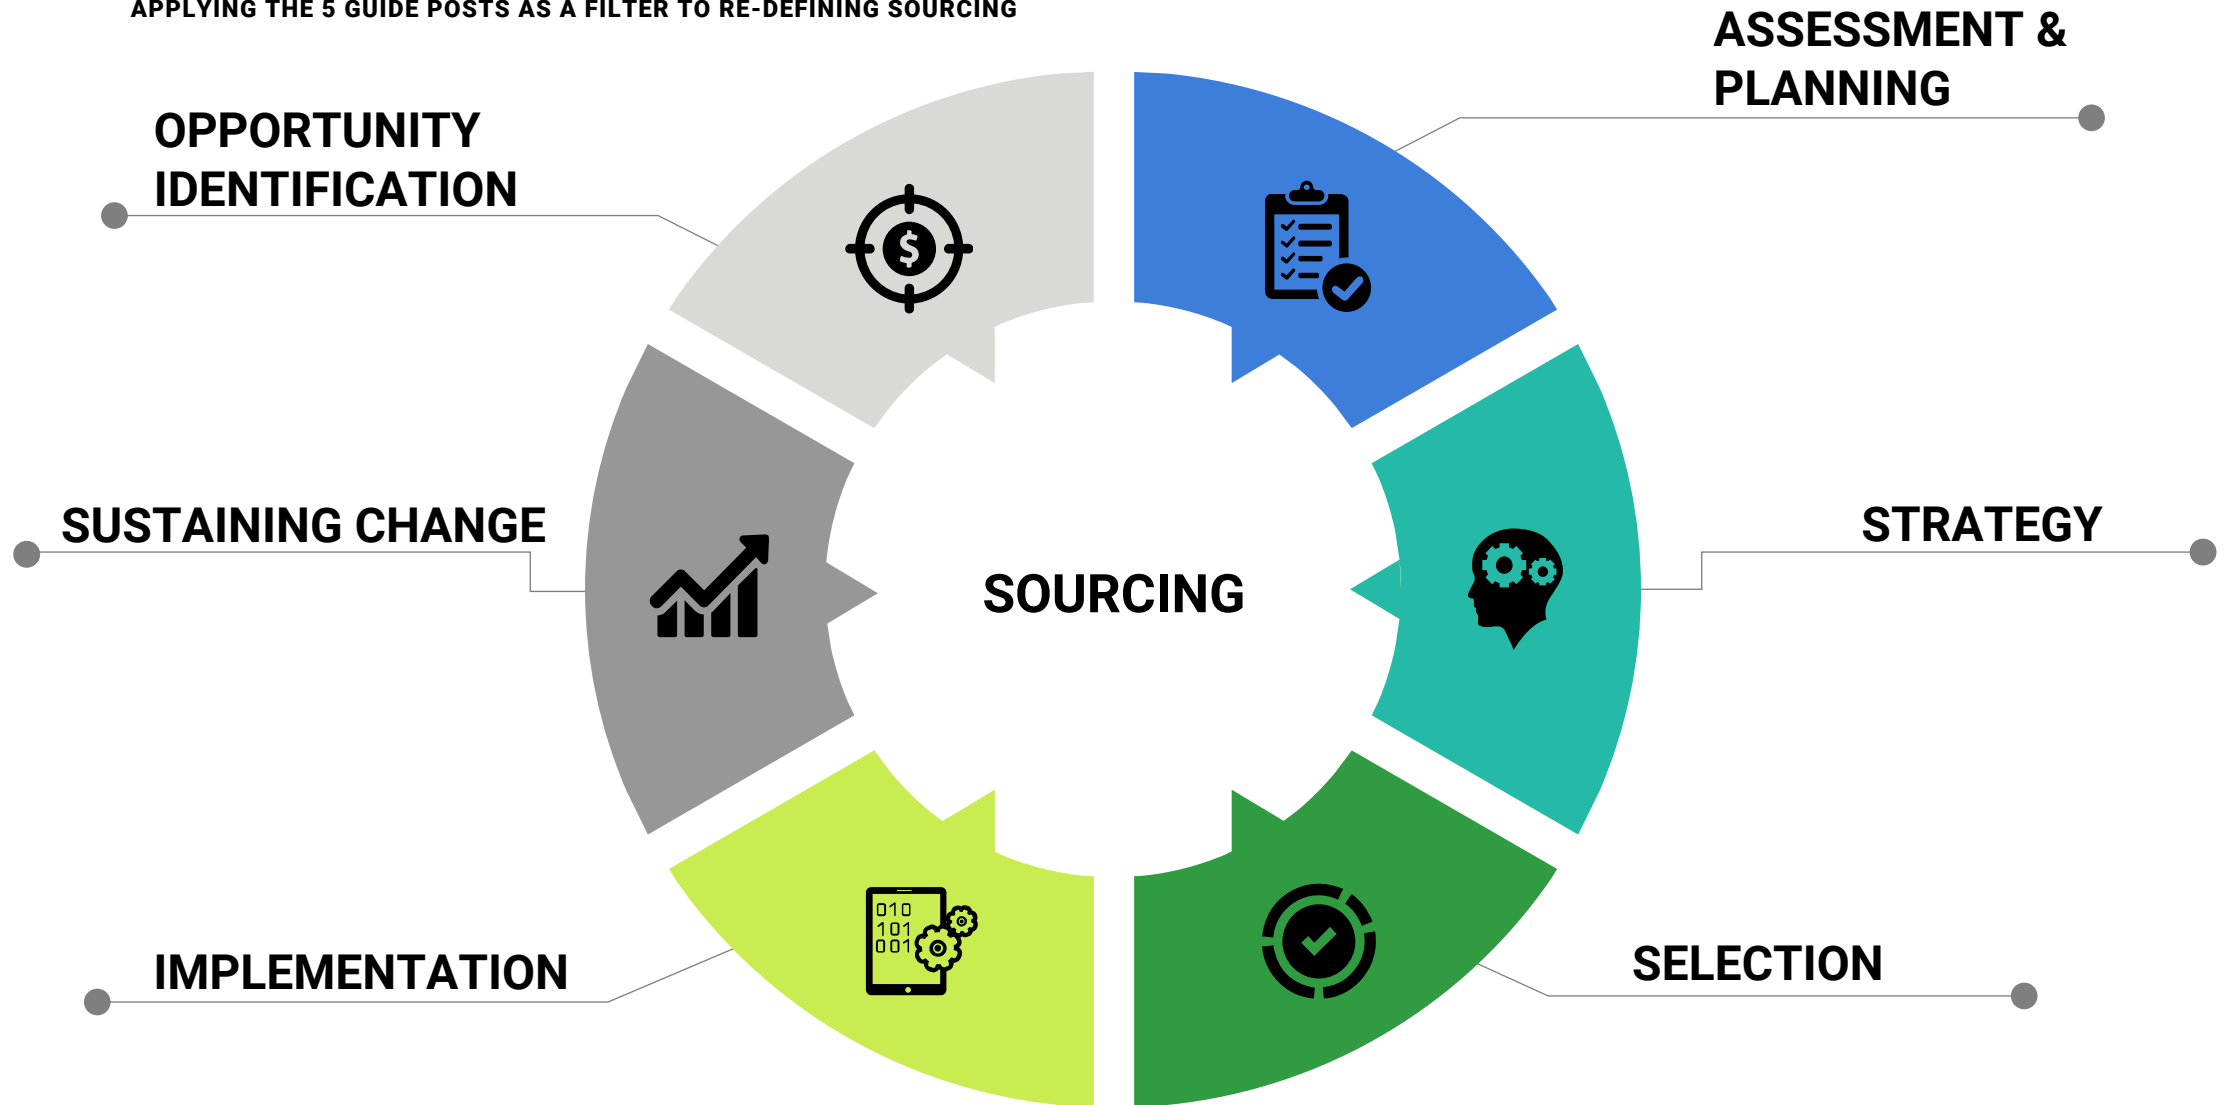 APPLYING THE 5 GUIDE POSTS AS A FILTER TO RE-DEFINING SOURCING
ASSESSMENT &
PLANNING
OPPORTUNITY
IDENTIFICATION
$
SUSTAINING CHANGE
SOURCING
STRATEGY
010
101
001
IMPLEMENTATION
SELECTION